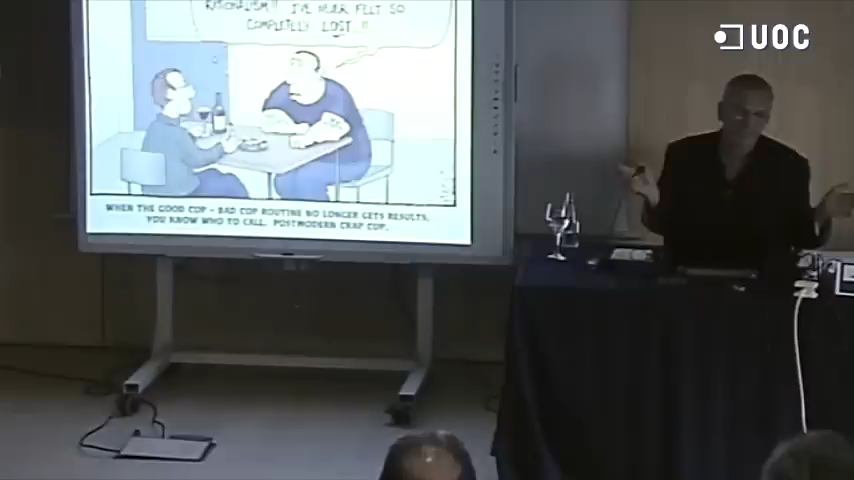 RATIONALISM!! I'VE NEVER FELT SO
COMPLETELY LOST!!
UOC
WHEN THE GOOD COP - BAD COP ROUTINE NO LONGER GETS RESULTS,
YOU KNOW WHO TO CALL. POSTMODERN CRAP COP.